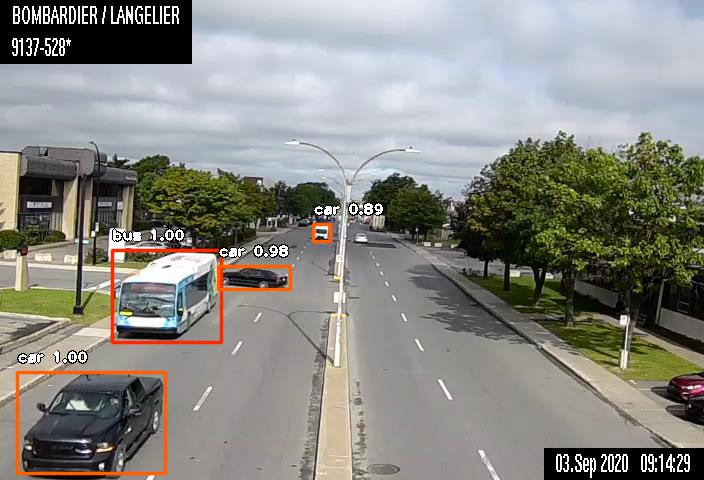 BOMBARDIER / LANGELIER
9137-528*
car 0.89
bus 1.00
car 0.98
car 1.00
03.Sep 2020 09:14:29